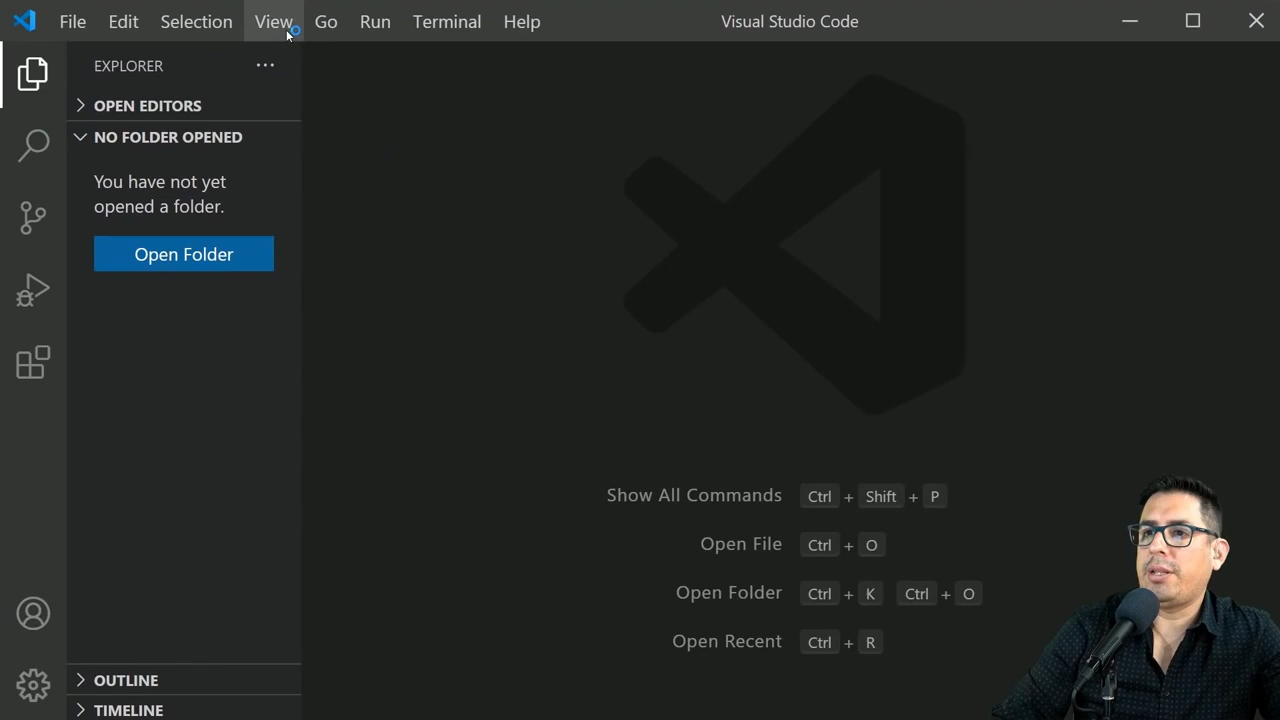 File Edit Selection View Go Run Terminal Help Visual Studio Code
EXPLORER
OPEN EDITORS
NO FOLDER OPENED
You have not yet
opened a folder.
Open Folder
Show All Commands Ctrl + Shift + P
Open File Ctrl + O
Open Folder Ctrl + K Ctrl + O
Open Recent Ctrl + R
OUTLINE
TIMELINE